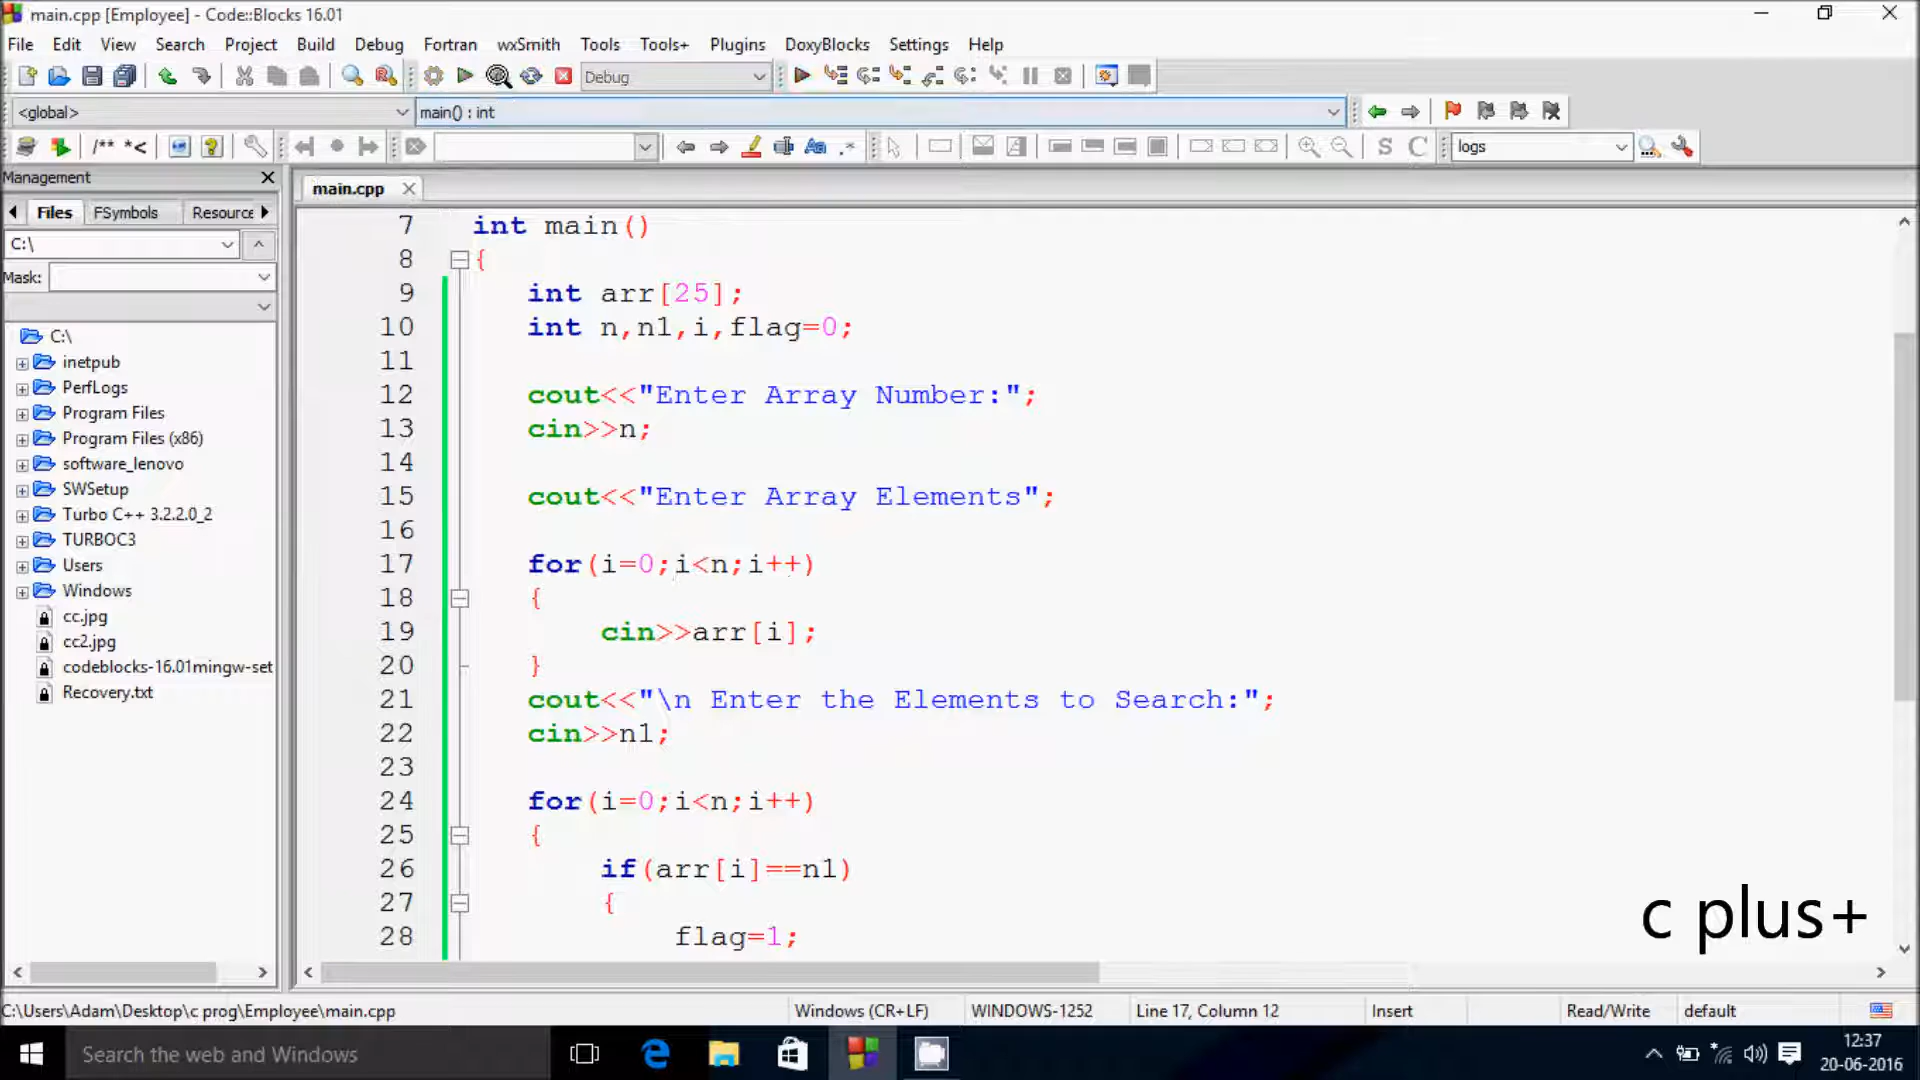 main.cpp [Employee] - Code::Blocks 16.01
File Edit View Search Project Build Debug Fortran wxSmith Tools Tools+ Plugins DoxyBlocks Settings Help
Debug
<global>
main() : int
/** *<
Aa
.*
S C
logs
Management
Files FSymbols Resource
C:\
Mask:
C:\
inetpub
PerfLogs
Program Files
Program Files (x86)
software_lenovo
SWSetup
Turbo C++ 3.2.2.0_2
TURBOC3
Users
Windows
cc.jpg
cc2.jpg
codeblocks-16.01mingw-set
Recovery.txt
main.cpp
7 int main()
8 {
9 int arr[25];
10 int n,n1,i,flag=0;
11
12 cout<<"Enter Array Number:";
13 cin>>n;
14
15 cout<<"Enter Array Elements";
16
17 for(i=0;i<n;i++)
18 {
19 cin>>arr[i];
20 }
21 cout<<"\n Enter the Elements to Search:";
22 cin>>n1;
23
24 for(i=0;i<n;i++)
25 {
26 if(arr[i]==n1)
27 {
28 flag=1;
c plus+
C:\Users\Adam\Desktop\c prog\Employee\main.cpp Windows (CR+LF) WINDOWS-1252 Line 17, Column 12 Insert Read/Write default
Search the web and Windows
12:37
20-06-2016